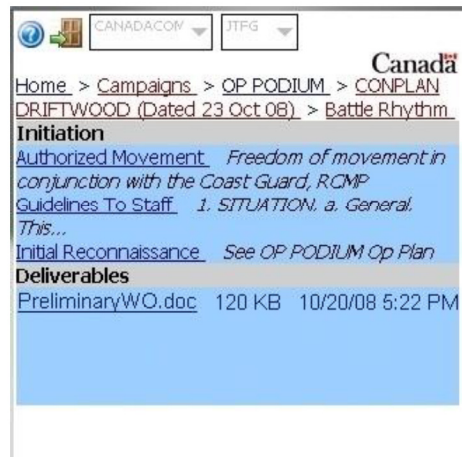 CANADACOM JTFG
Canada
Home > Campaigns > OP PODIUM > CONPLAN
DRIFTWOOD (Dated 23 Oct 08) > Battle Rhythm
Initiation
Authorized Movement Freedom of movement in
conjunction with the Coast Guard, RCMP
Guidelines To Staff 1. SITUATION. a. General.
This...
Initial Reconnaissance See OP PODIUM Op Plan
Deliverables
PreliminaryWO.doc 120 KB 10/20/08 5:22 PM